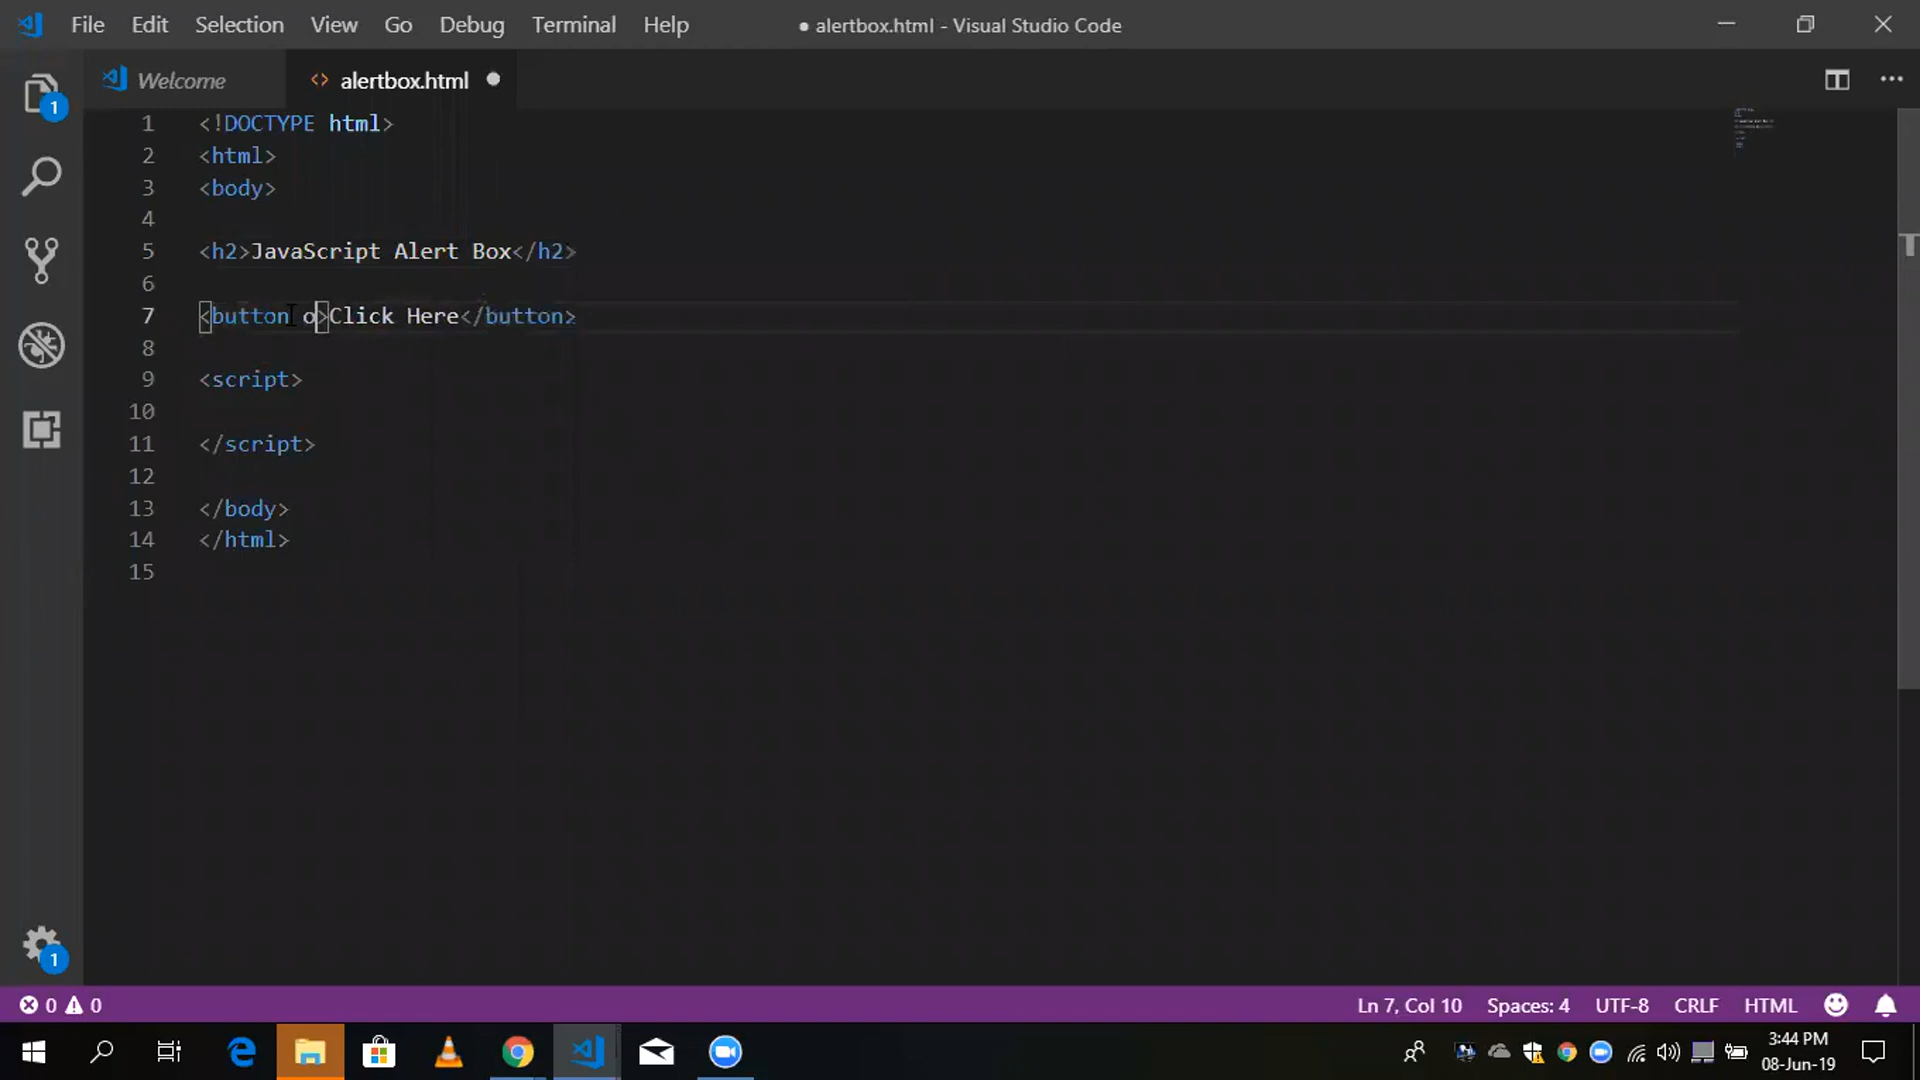 File Edit Selection View Go Debug Terminal Help ● alertbox.html - Visual Studio Code
1
Welcome <> alertbox.html
1 <!DOCTYPE html>
2 <html>
3 <body>
4
5 <h2>JavaScript Alert Box</h2>
6
7 <button o>Click Here</button>
8
9 <script>
10
11 </script>
12
13 </body>
14 </html>
15
1
0 0 Ln 7, Col 10 Spaces: 4 UTF-8 CRLF HTML
3:44 PM
08-Jun-19